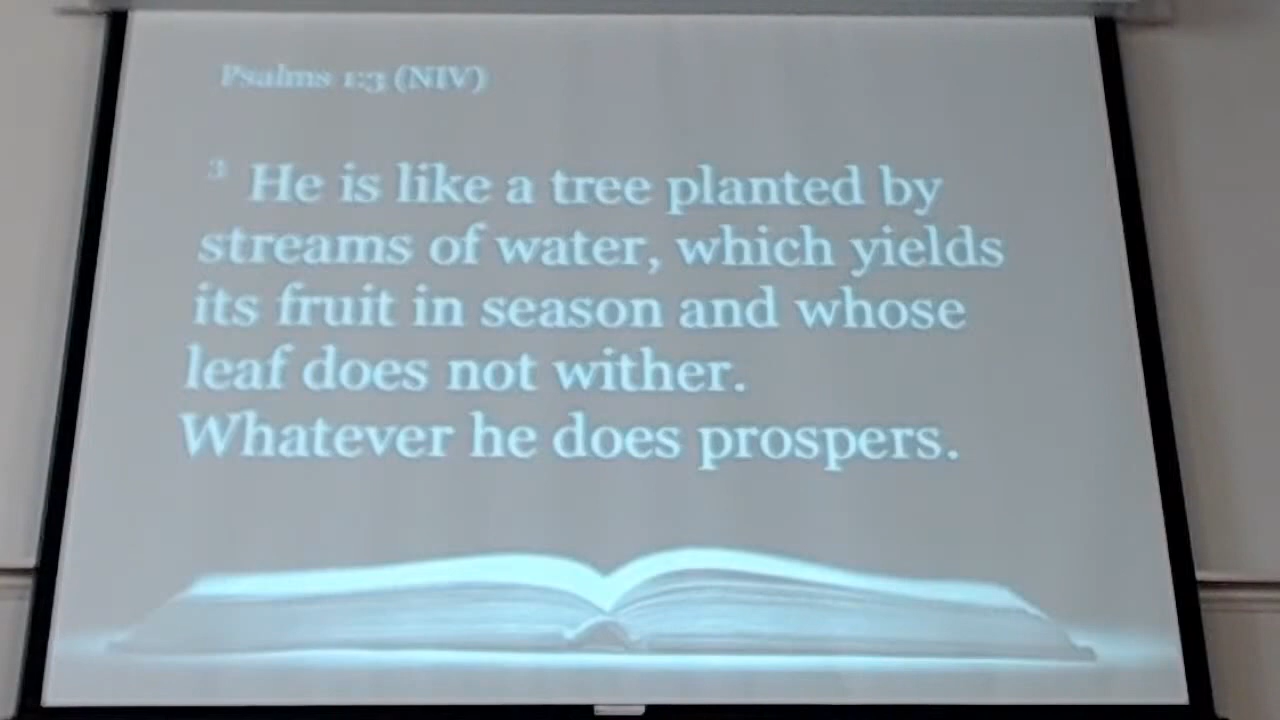 Psalms 1:3 (NIV)
3 He is like a tree planted by
streams of water, which yields
its fruit in season and whose
leaf does not wither.
Whatever he does prospers.